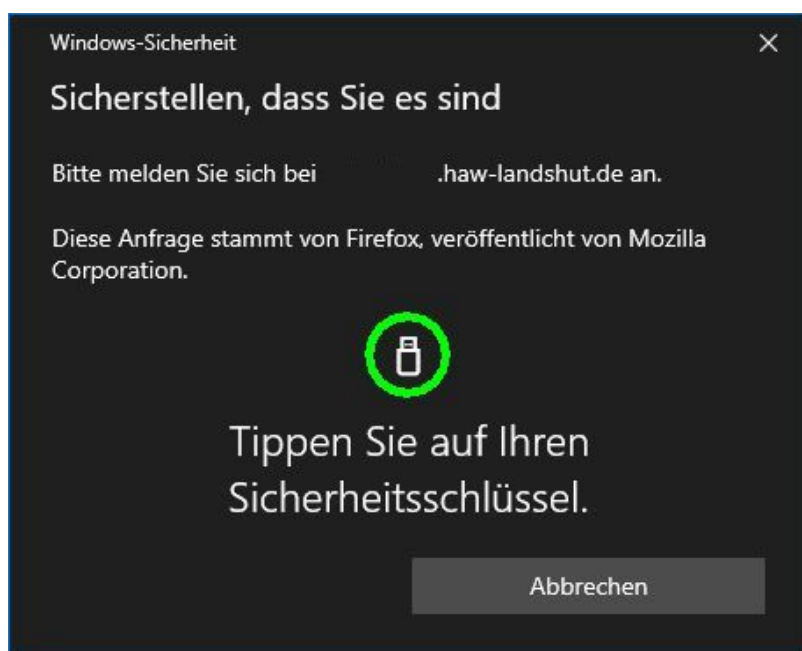 Windows-Sicherheit
Sicherstellen, dass Sie es sind
Bitte melden Sie sich bei .haw-landshut.de an.
Diese Anfrage stammt von Firefox, veröffentlicht von Mozilla
Corporation.
Tippen Sie auf Ihren
Sicherheitsschlüssel.
Abbrechen